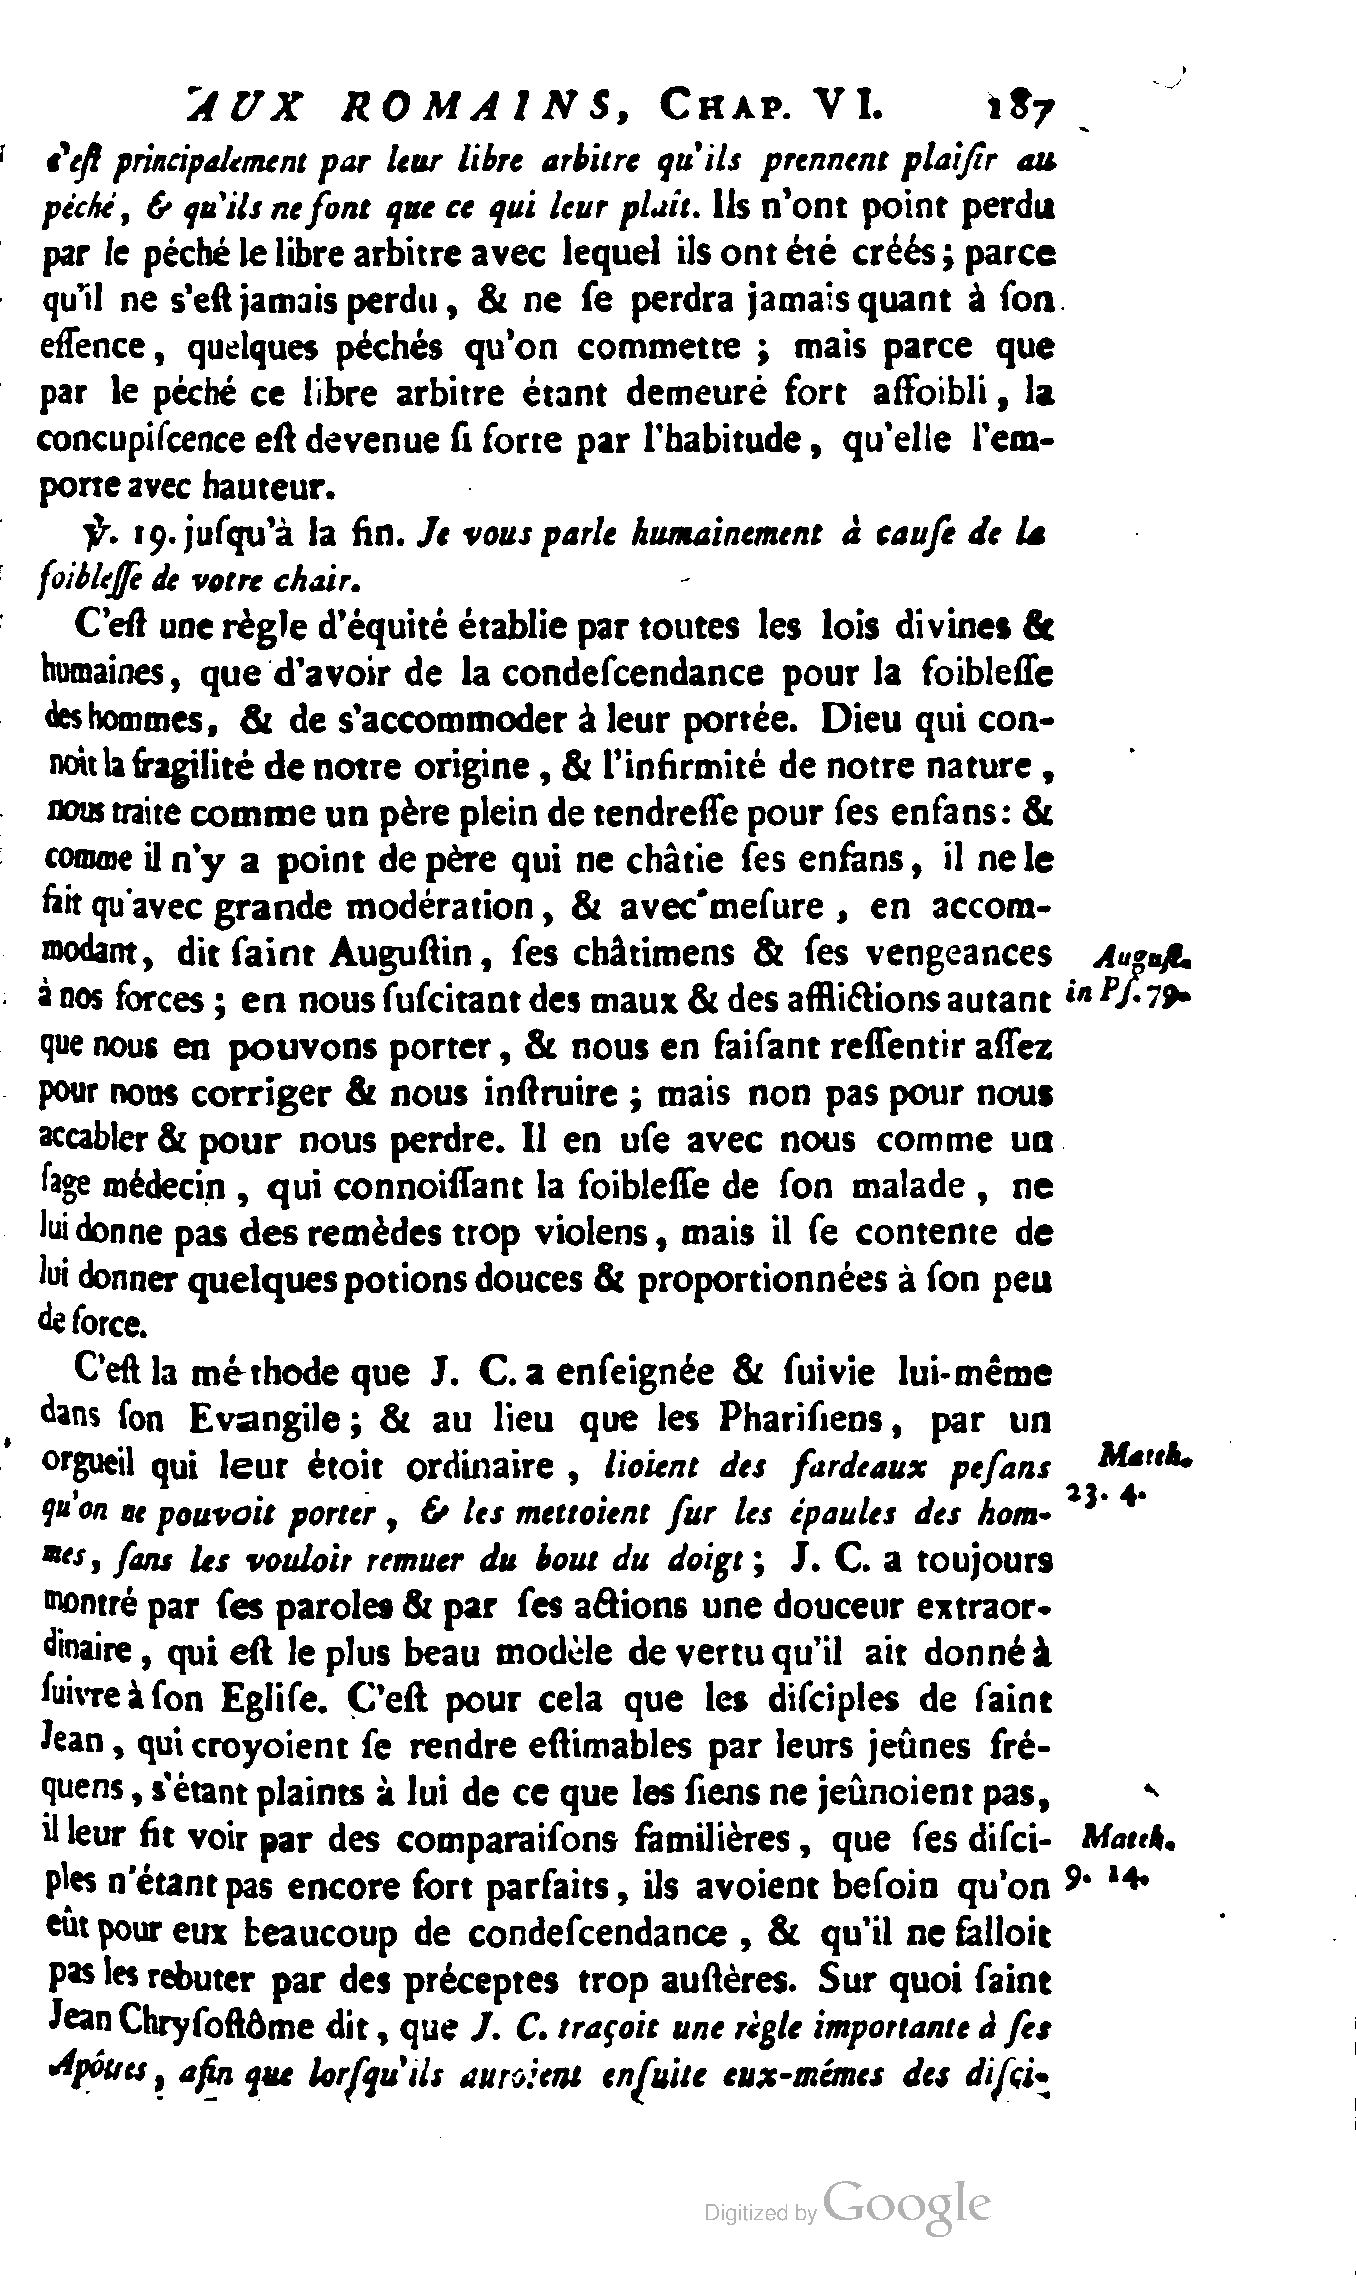 AUX ROMAINS, CHAP. VI. 187
c'eſt principalement par leur libre arbitre qu'ils prennent plaiſir au
péché, & qu'ils ne font que ce qui leur plaît. Ils n'ont point perdu
par le péché le libre arbitre avec lequel ils ont été créés; parce
qu'il ne s'eſt jamais perdu, & ne ſe perdra jamais quant à ſon
eſſence, quelques péchés qu'on commette ; mais parce que
par le péché ce libre arbitre étant demeuré fort affoibli, la
concupiſcence eſt devenue ſi forte par l'habitude, qu'elle l'em-
porte avec hauteur.
℣. 19. juſqu'à la fin. Je vous parle humainement à cauſe de la
foibleſſe de votre chair.
C'eſt une règle d'équité établie par toutes les lois divines &
humaines, que d'avoir de la condeſcendance pour la foibleſſe
des hommes, & de s'accommoder à leur portée. Dieu qui con-
noît la fragilité de notre origine, & l'infirmité de notre nature,
nous traite comme un père plein de tendreſſe pour ſes enfans: &
comme il n'y a point de père qui ne châtie ſes enfans, il ne le
fait qu'avec grande modération, & avec meſure, en accom-
modant, dit ſaint Auguſtin, ſes châtimens & ſes vengeances
Auguſt.
à nos forces ; en nous ſuſcitant des maux & des afflictions autant
in Pſ. 79.
que nous en pouvons porter, & nous en faiſant reſſentir aſſez
pour nous corriger & nous inſtruire ; mais non pas pour nous
accabler & pour nous perdre. Il en uſe avec nous comme un
ſage médecin, qui connoiſſant la foibleſſe de ſon malade, ne
lui donne pas des remèdes trop violens, mais il ſe contente de
lui donner quelques potions douces & proportionnées à ſon peu
de force.
C'eſt la méthode que J. C. a enſeignée & ſuivie lui-même
dans ſon Evangile; & au lieu que les Phariſiens, par un
orgueil qui leur étoit ordinaire, lioient des fardeaux peſans
Matth.
23. 4.
qu'on ne pouvoit porter, & les mettoient ſur les épaules des hom-
mes, ſans les vouloir remuer du bout du doigt; J. C. a toujours
montré par ſes paroles & par ſes actions une douceur extraor-
dinaire, qui eſt le plus beau modèle de vertu qu'il ait donné à
ſuivre à ſon Egliſe. C'eſt pour cela que les diſciples de ſaint
Jean, qui croyoient ſe rendre eſtimables par leurs jeûnes fré-
quens, s'étant plaints à lui de ce que les ſiens ne jeûnoient pas,
il leur fit voir par des comparaiſons familières, que ſes diſci-
Matth.
ples n'étant pas encore fort parfaits, ils avoient beſoin qu'on
9. 14.
eût pour eux beaucoup de condeſcendance, & qu'il ne falloit
pas les rebuter par des préceptes trop auſtères. Sur quoi ſaint
Jean Chryſoſtôme dit, que J. C. traçoit une règle importante à ſes
Apôtres, afin que lorſqu'ils auroient enſuite eux-mêmes des diſci-
Digitized by Google